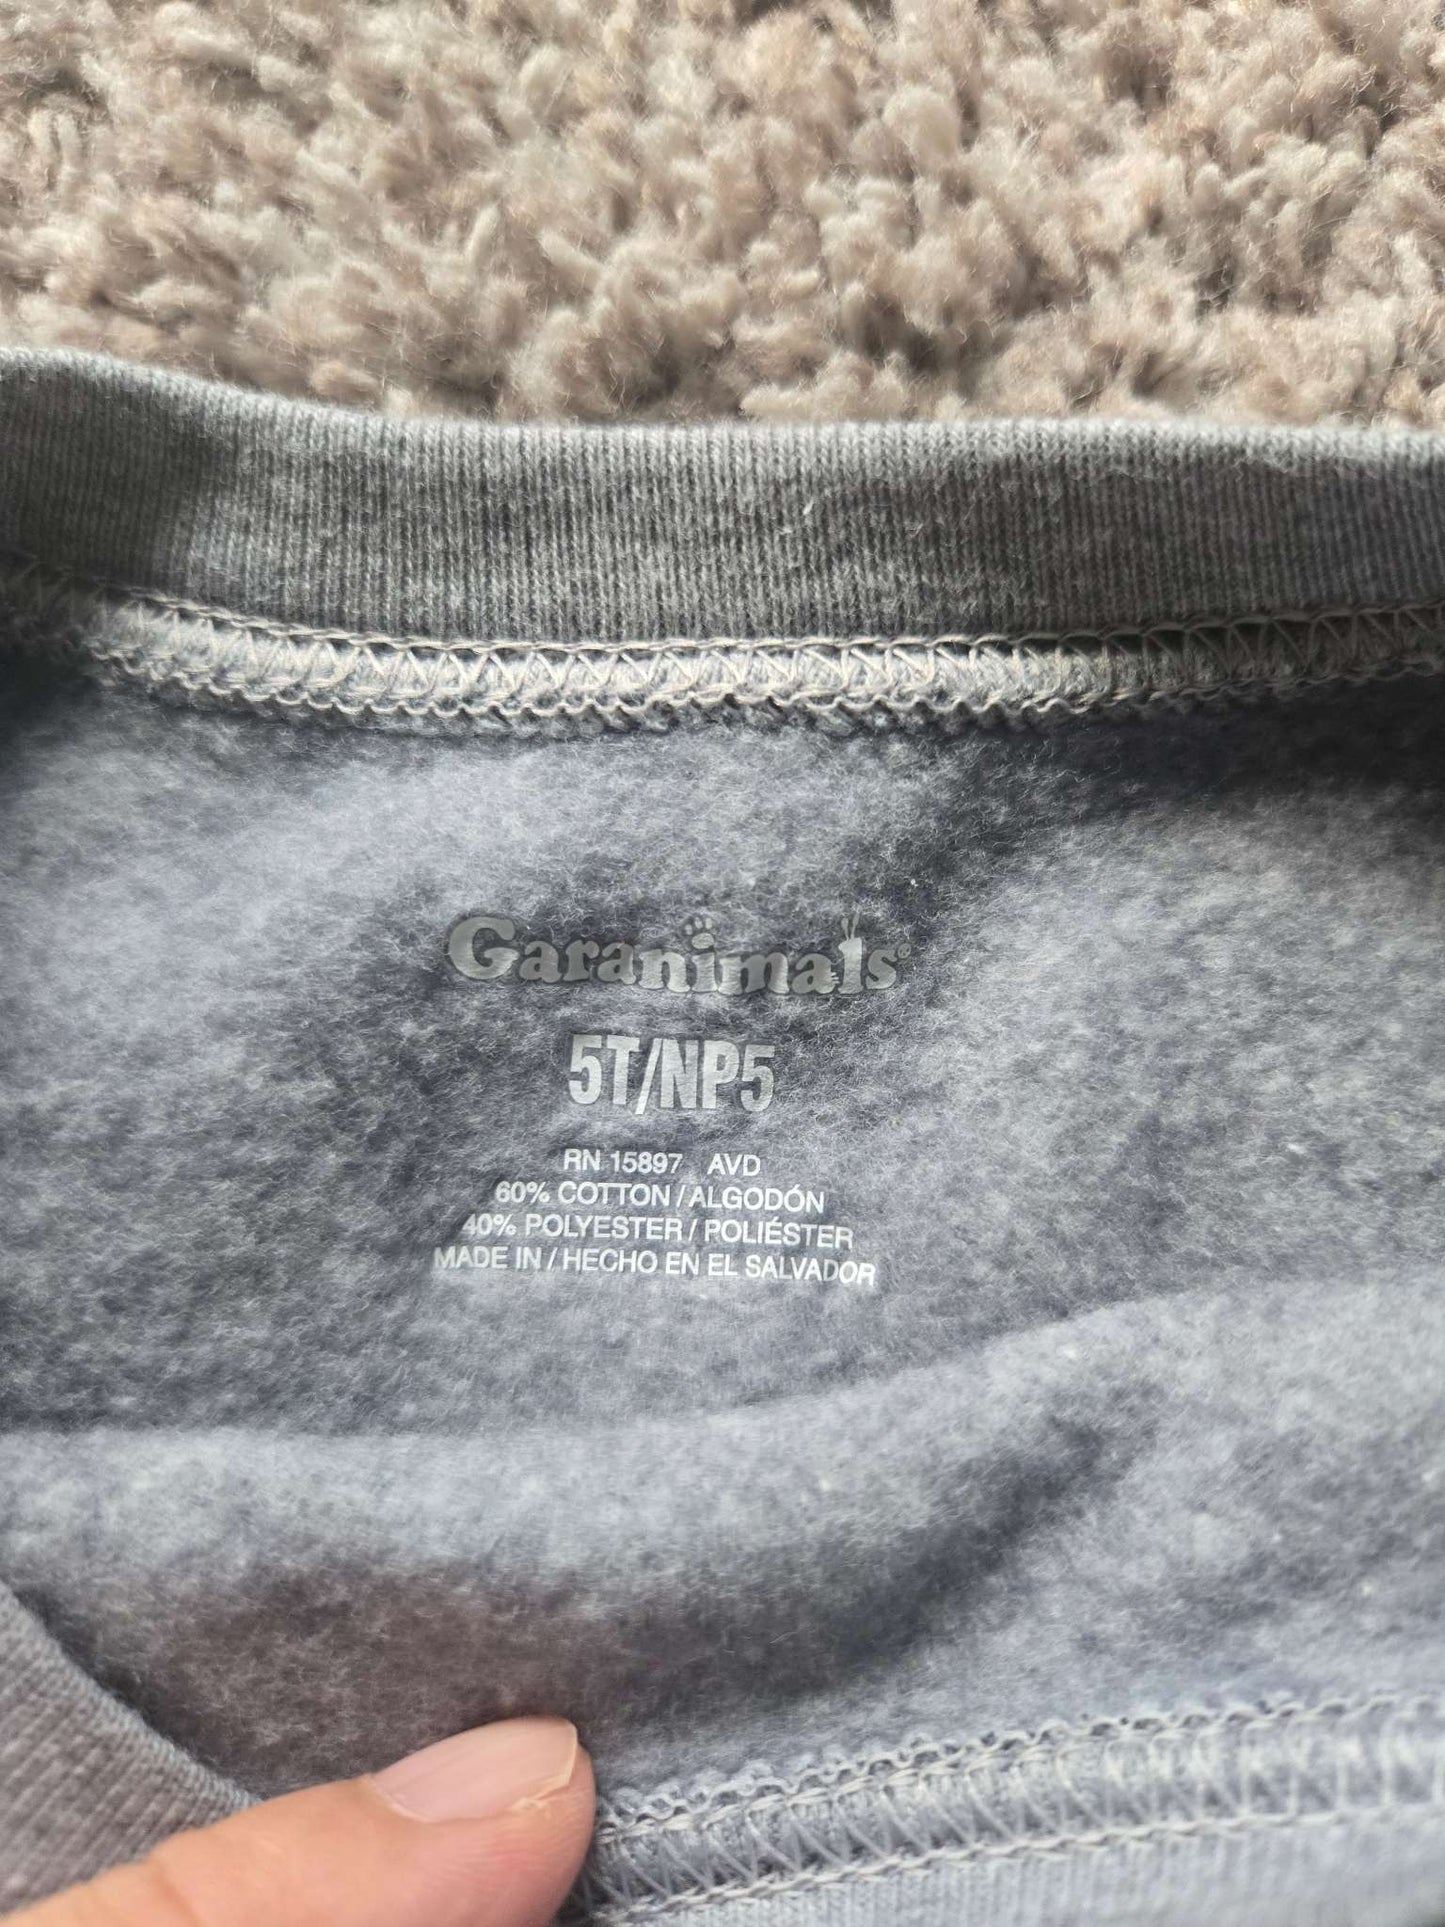 Garanimals®
5T/NP5
RN 15897 AVD
60% COTTON / ALGODÓN
40% POLYESTER / POLIÉSTER
MADE IN / HECHO EN EL SALVADOR